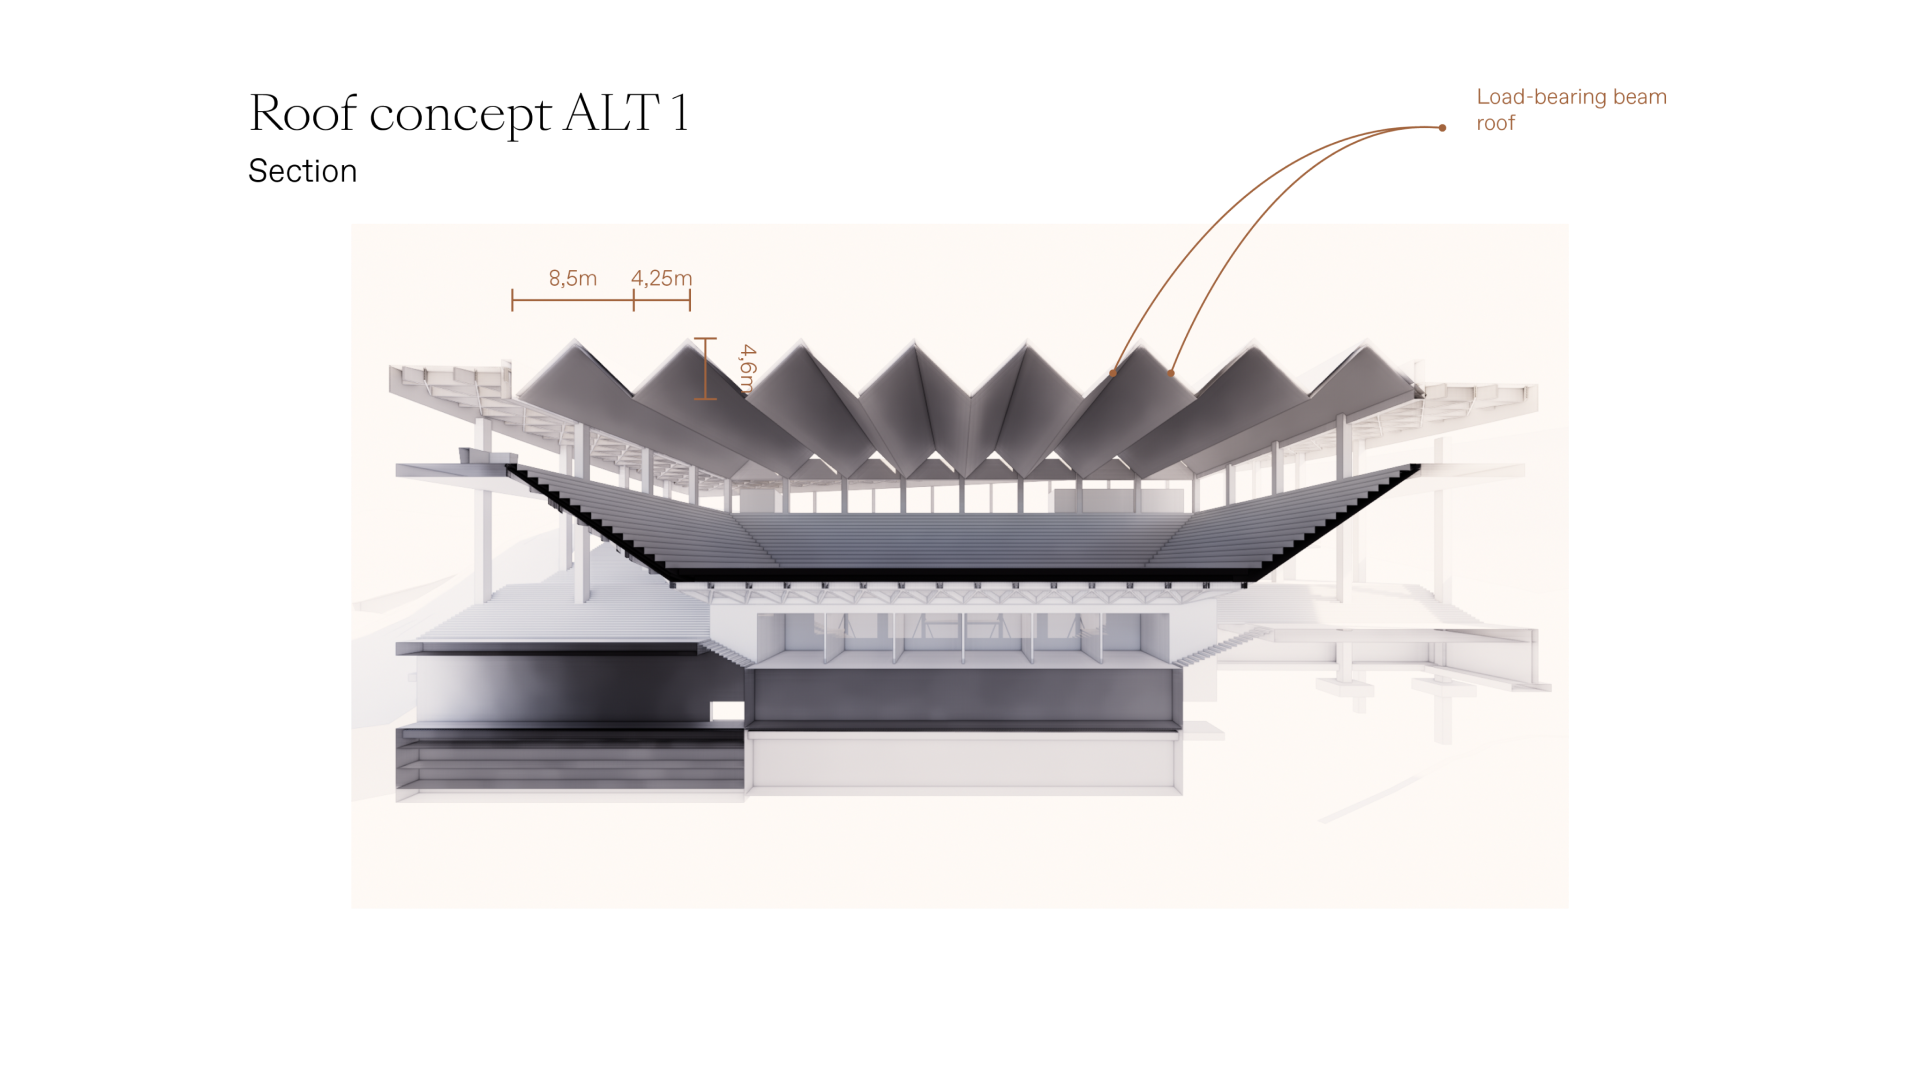 Roof concept ALT 1
Section
Load-bearing beam
roof
8,5m
4,25m
4,6m